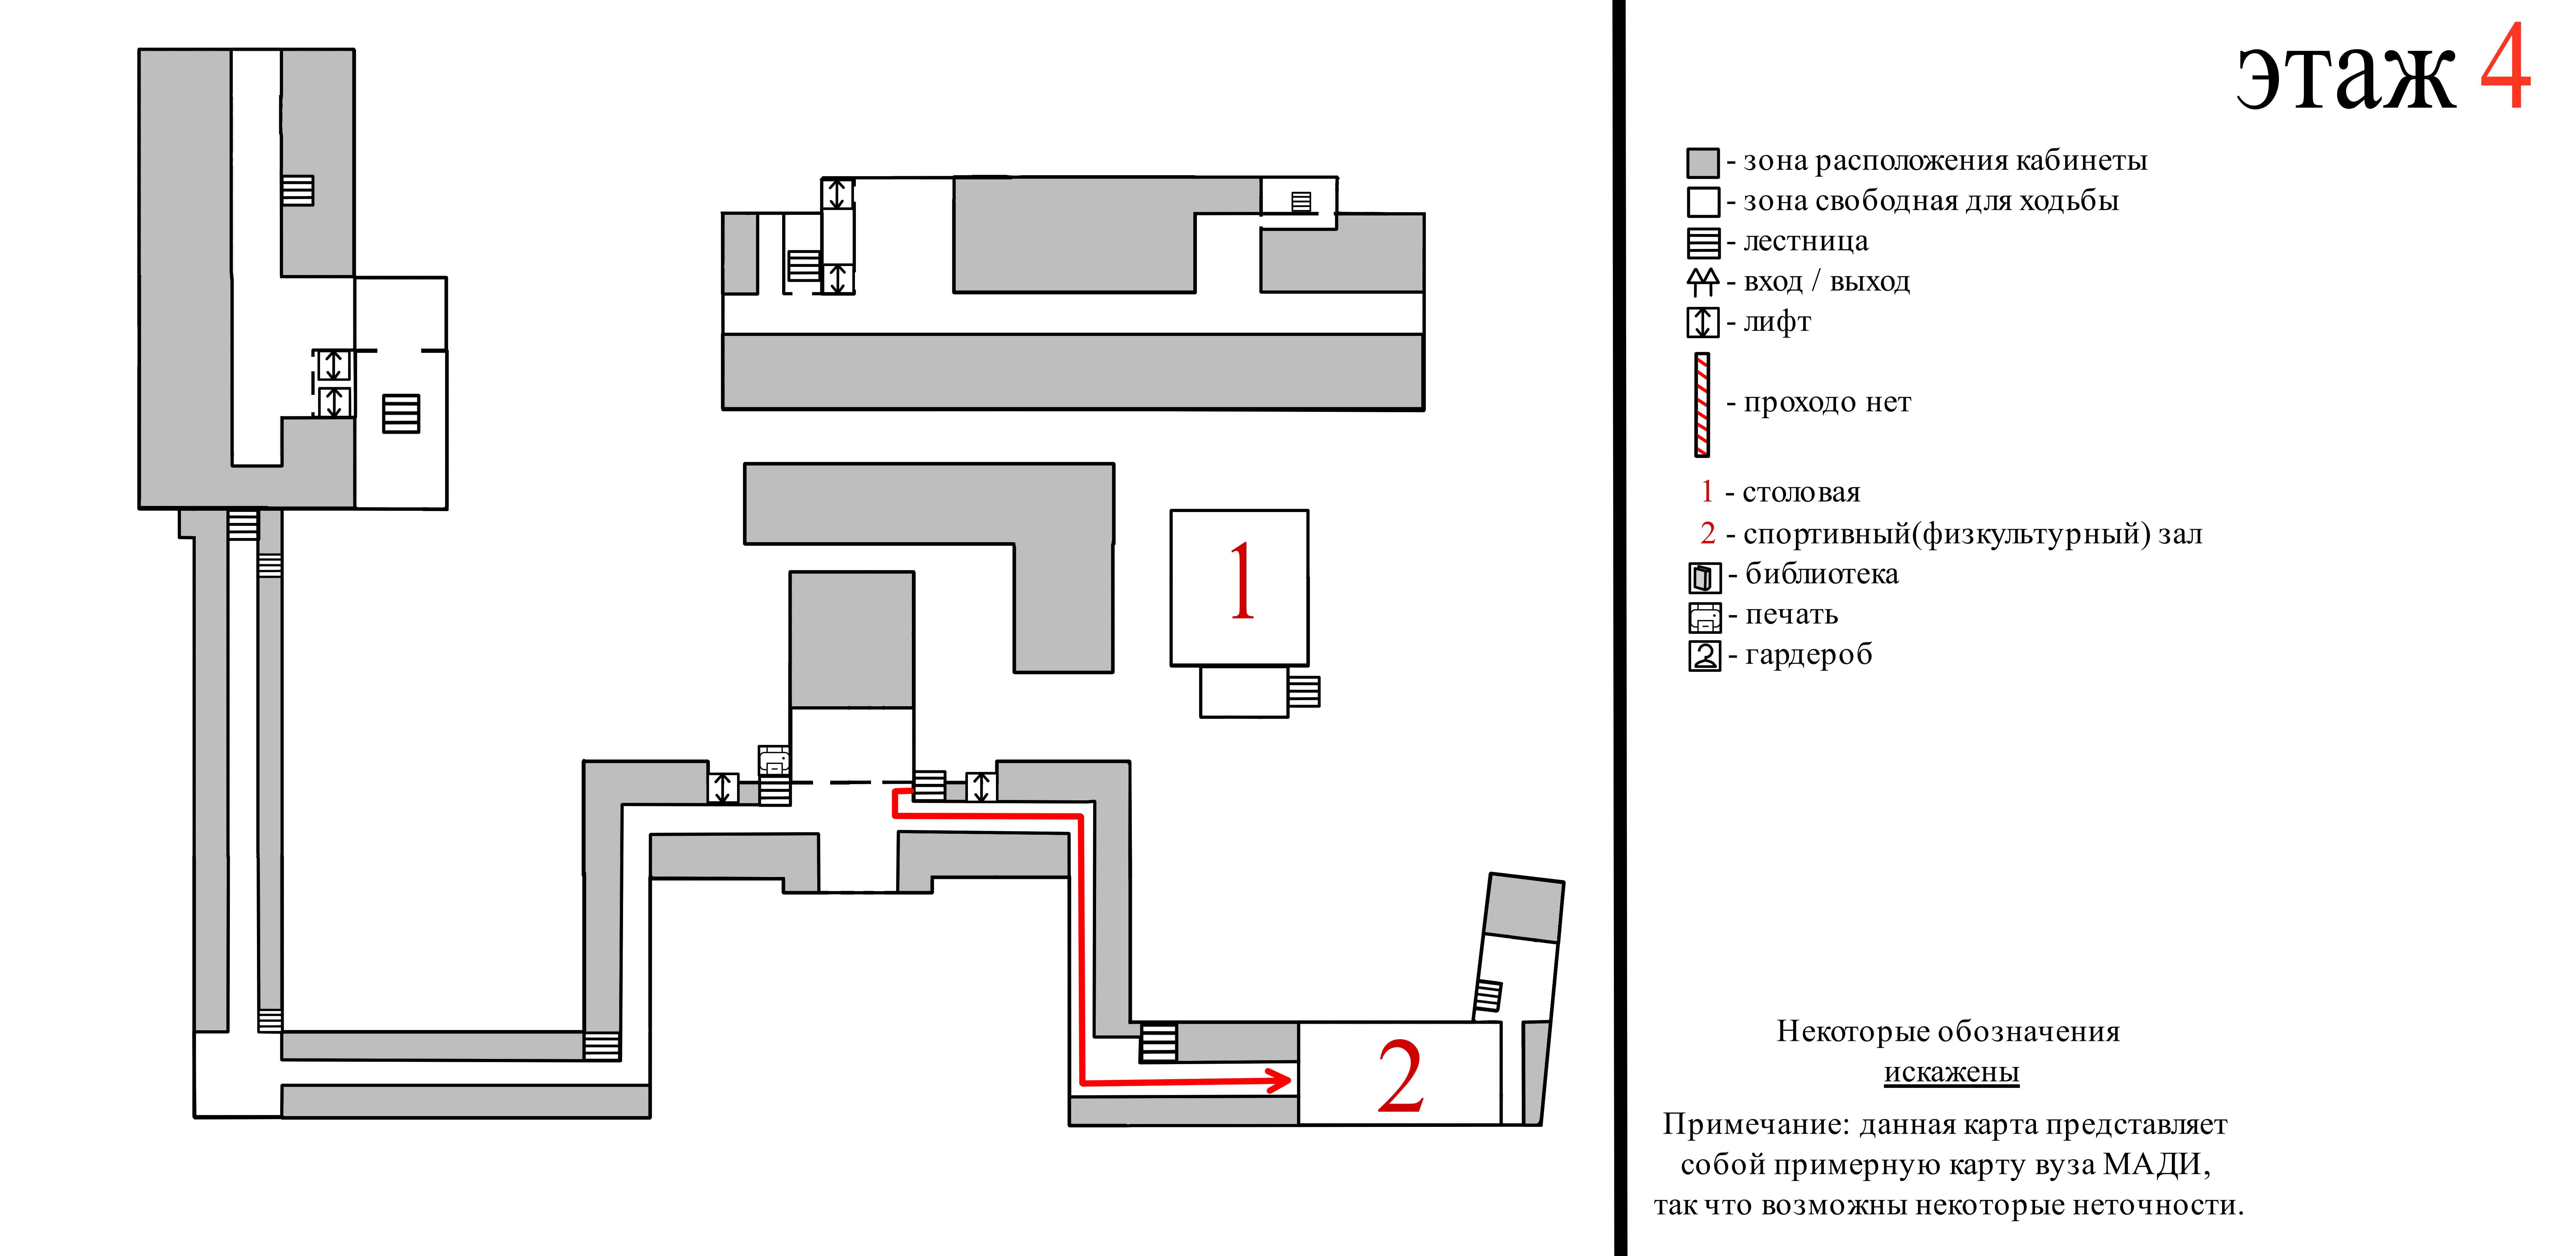 этаж 4
- зона расположения кабинеты
- зона свободная для ходьбы
- лестница
- вход / выход
- лифт
- проходо нет
1 - столовая
2 - спортивный(физкультурный) зал
- библиотека
- печать
- гардероб
1
2
Некоторые обозначения
искажены
Примечание: данная карта представляет
собой примерную карту вуза МАДИ,
так что возможны некоторые неточности.